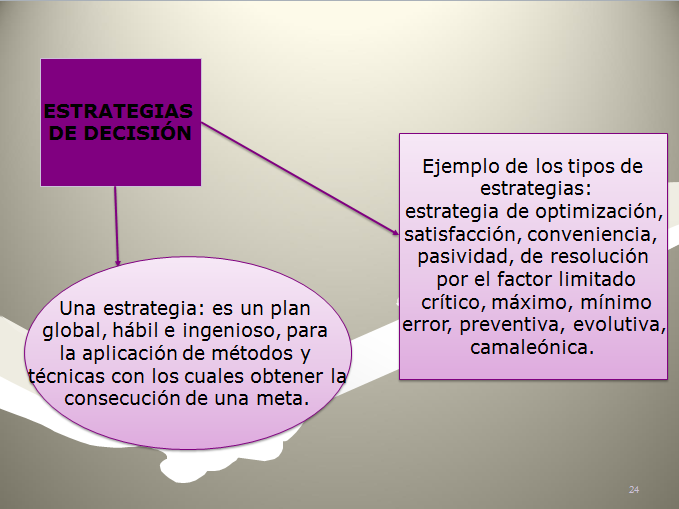 ESTRATEGIAS
DE DECISIÓN
Ejemplo de los tipos de
estrategias:
estrategia de optimización,
satisfacción, conveniencia,
pasividad, de resolución
por el factor limitado
crítico, máximo, mínimo
error, preventiva, evolutiva,
camaleónica.
Una estrategia: es un plan
global, hábil e ingenioso, para
la aplicación de métodos y
técnicas con los cuales obtener la
consecución de una meta.
24